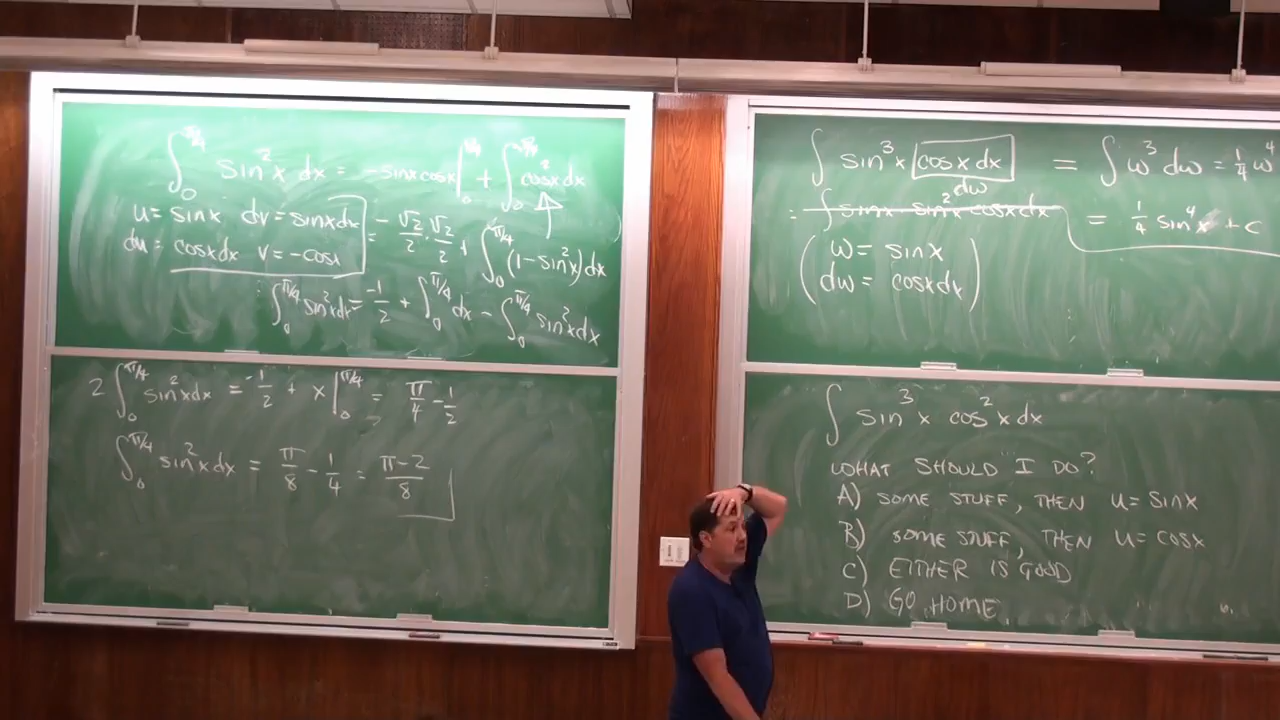 ∫₀^{π/4} sin²x dx = -sinx cosx |₀^{π/4} + ∫₀^{π/4} cos²x dx
u = sinx dv = sinx dx
du = cosx dx v = -cosx
= -√2/2 · √2/2 + ∫₀^{π/4} (1-sin²x) dx
∴ ∫₀^{π/4} sin²x dx = -1/2 + ∫₀^{π/4} dx - ∫₀^{π/4} sin²x dx
2 ∫₀^{π/4} sin²x dx = -1/2 + x |₀^{π/4} = π/4 - 1/2
∫₀^{π/4} sin²x dx = π/8 - 1/4 = (π-2)/8
∫ sin³x cosx dx = ∫ w³ dw = 1/4 w⁴
dw
= ∫ sinx sin²x cosx dx = 1/4 sin⁴x + C
( w = sinx
dw = cosx dx )
∫ sin³x cos²x dx
WHAT SHOULD I DO?
A) SOME STUFF, THEN u = sinx
B) SOME STUFF, THEN u = cosx
C) EITHER IS GOOD
D) GO HOME.